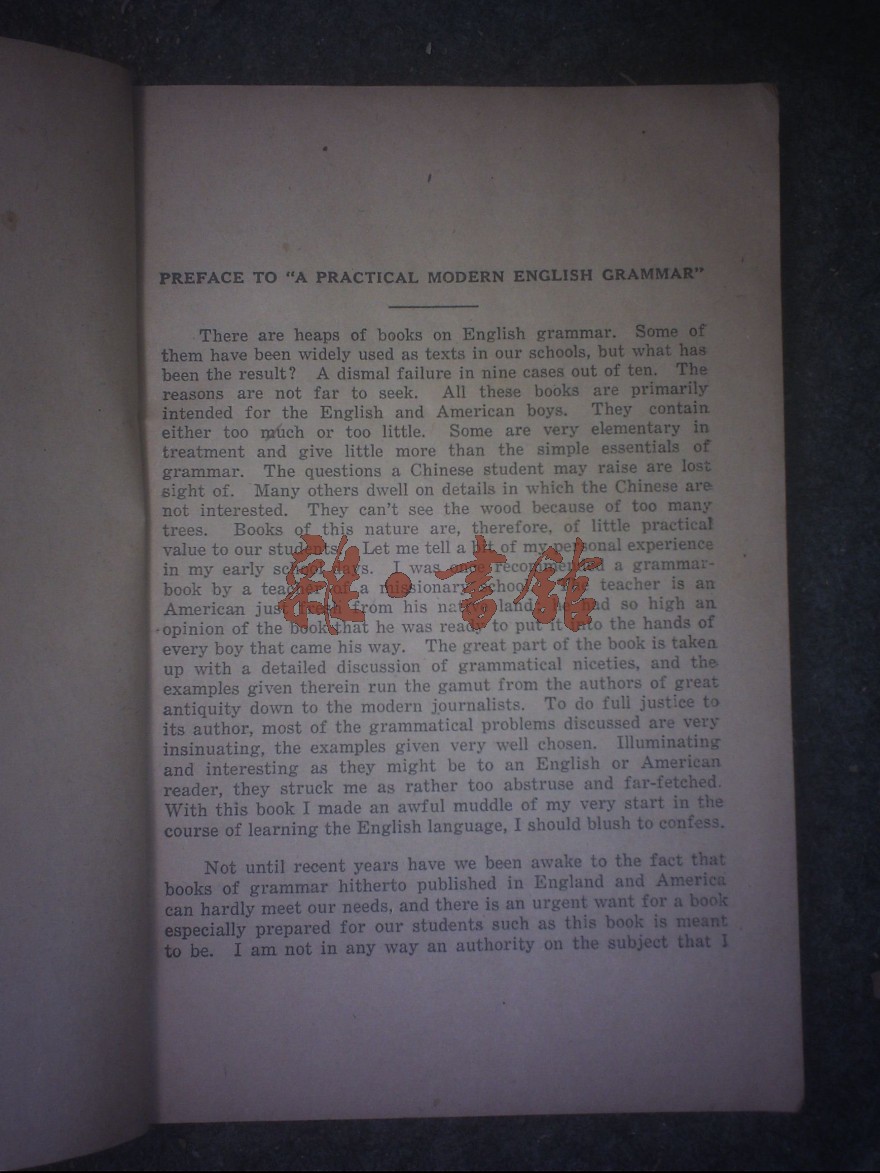 PREFACE TO "A PRACTICAL MODERN ENGLISH GRAMMAR"
There are heaps of books on English grammar. Some of
them have been widely used as texts in our schools, but what has
been the result? A dismal failure in nine cases out of ten. The
reasons are not far to seek. All these books are primarily
intended for the English and American boys. They contain
either too much or too little. Some are very elementary in
treatment and give little more than the simple essentials of
grammar. The questions a Chinese student may raise are lost
sight of. Many others dwell on details in which the Chinese are
not interested. They can't see the wood because of too many
trees. Books of this nature are, therefore, of little practical
value to our students. Let me tell a bit of my personal experience
in my early school days. I was once recommended a grammar-
book by a teacher of a missionary school. The teacher is an
American just fresh from his native land. He had so high an
opinion of the book that he was ready to put it into the hands of
every boy that came his way. The great part of the book is taken
up with a detailed discussion of grammatical niceties, and the
examples given therein run the gamut from the authors of great
antiquity down to the modern journalists. To do full justice to
its author, most of the grammatical problems discussed are very
insinuating, the examples given very well chosen. Illuminating
and interesting as they might be to an English or American
reader, they struck me as rather too abstruse and far-fetched.
With this book I made an awful muddle of my very start in the
course of learning the English language, I should blush to confess.
Not until recent years have we been awake to the fact that
books of grammar hitherto published in England and America
can hardly meet our needs, and there is an urgent want for a book
especially prepared for our students such as this book is meant
to be. I am not in any way an authority on the subject that I
雜·書館